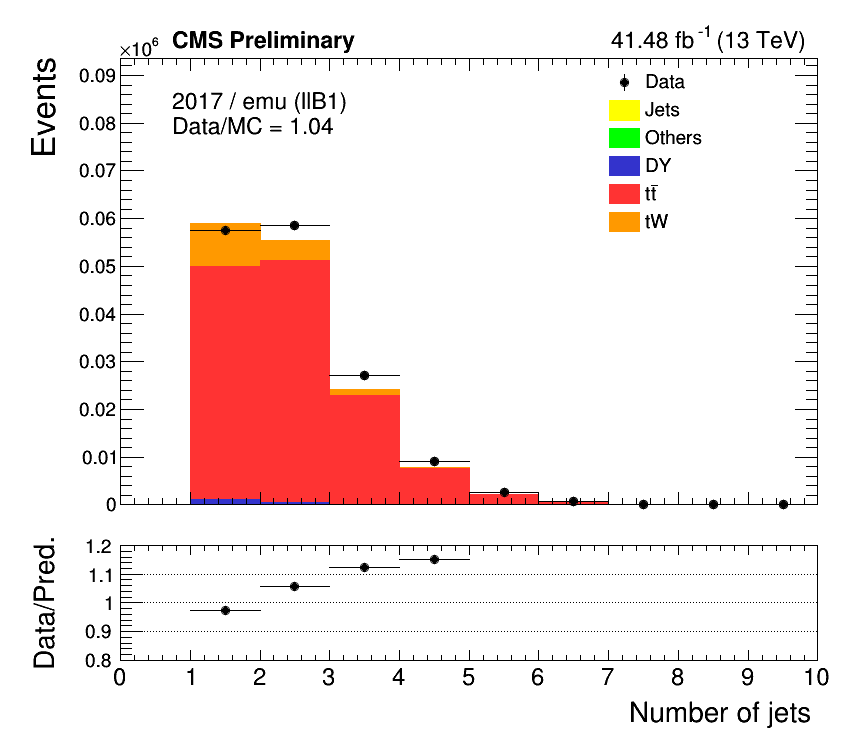 ×10⁶ CMS Preliminary 41.48 fb⁻¹ (13 TeV)
Events
0.09
0.08
0.07
0.06
0.05
0.04
0.03
0.02
0.01
0
2017 / emu (llB1)
Data/MC = 1.04
Data
Jets
Others
DY
tt̄
tW
Data/Pred.
1.2
1.1
1
0.9
0.8
0 1 2 3 4 5 6 7 8 9 10
Number of jets